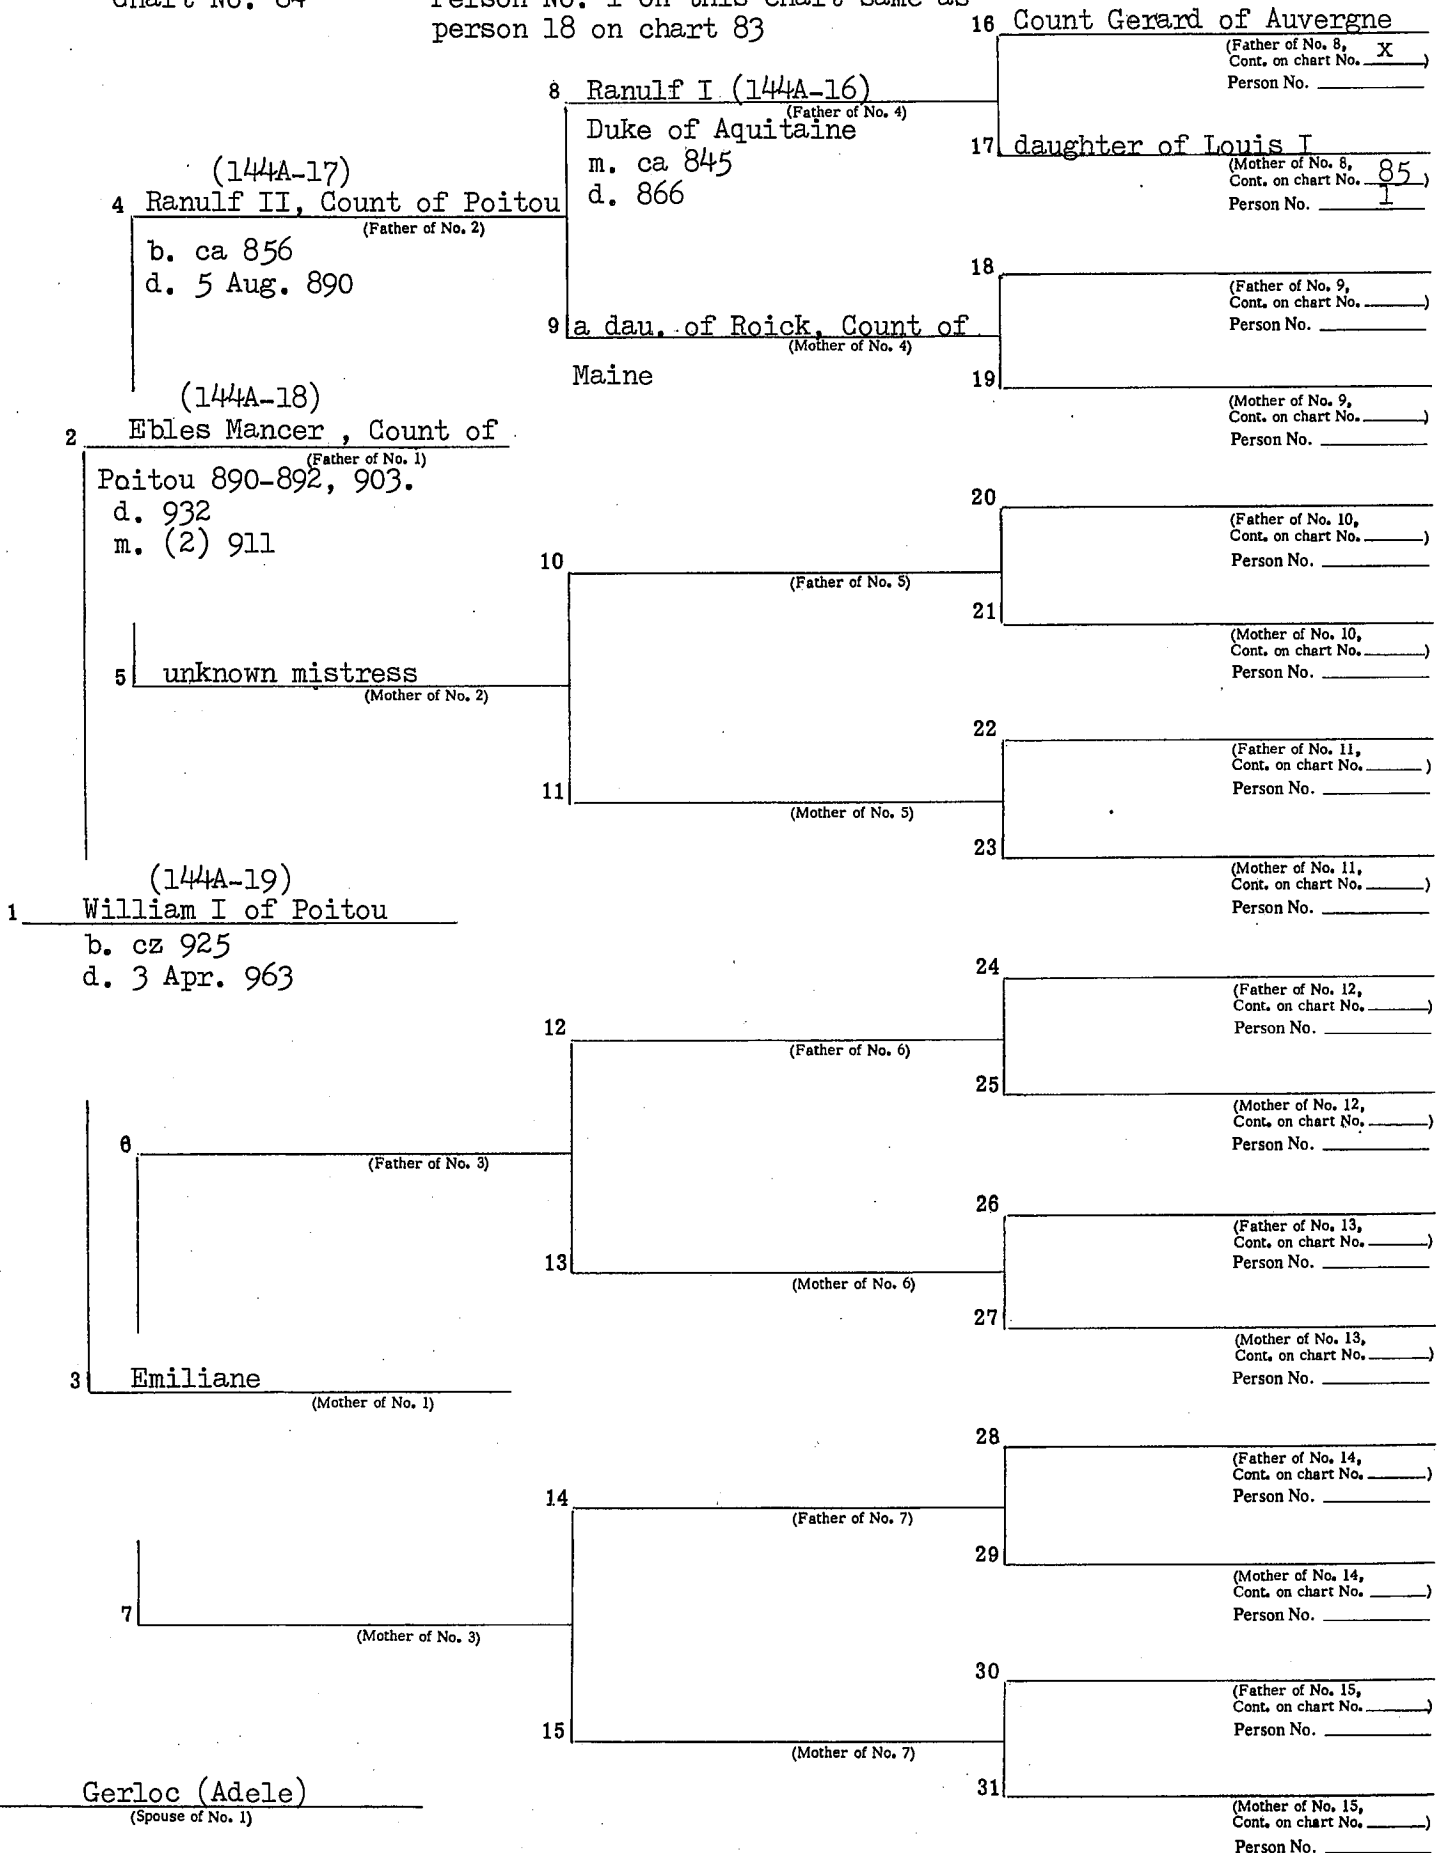 Chart No. 84
Person No. 1 on this chart same as
person 18 on chart 83
16 Count Gerard of Auvergne
(Father of No. 8,
Cont. on chart No. x)
Person No.
8 Ranulf I (144A-16)
(Father of No. 4)
Duke of Aquitaine
m. ca 845
d. 866
17 daughter of Louis I
(Mother of No. 8,
Cont. on chart No. 85)
Person No. 1
(144A-17)
4 Ranulf II, Count of Poitou
(Father of No. 2)
b. ca 856
d. 5 Aug. 890
18
(Father of No. 9,
Cont. on chart No.)
Person No.
9 a dau. of Roick, Count of
(Mother of No. 4)
Maine
19
(Mother of No. 9,
Cont. on chart No.)
Person No.
(144A-18)
2 Ebles Mancer , Count of
(Father of No. 1)
Poitou 890-892, 903.
d. 932
m. (2) 911
20
(Father of No. 10,
Cont. on chart No.)
Person No.
10
(Father of No. 5)
21
(Mother of No. 10,
Cont. on chart No.)
Person No.
5 unknown mistress
(Mother of No. 2)
22
(Father of No. 11,
Cont. on chart No.)
Person No.
11
(Mother of No. 5)
23
(Mother of No. 11,
Cont. on chart No.)
Person No.
(144A-19)
1 William I of Poitou
b. cz 925
d. 3 Apr. 963
24
(Father of No. 12,
Cont. on chart No.)
Person No.
12
(Father of No. 6)
25
(Mother of No. 12,
Cont. on chart No.)
Person No.
6
(Father of No. 3)
26
(Father of No. 13,
Cont. on chart No.)
Person No.
13
(Mother of No. 6)
27
(Mother of No. 13,
Cont. on chart No.)
Person No.
3 Emiliane
(Mother of No. 1)
28
(Father of No. 14,
Cont. on chart No.)
Person No.
14
(Father of No. 7)
29
(Mother of No. 14,
Cont. on chart No.)
Person No.
7
(Mother of No. 3)
30
(Father of No. 15,
Cont. on chart No.)
Person No.
15
(Mother of No. 7)
31
(Mother of No. 15,
Cont. on chart No.)
Person No.
Gerloc (Adele)
(Spouse of No. 1)